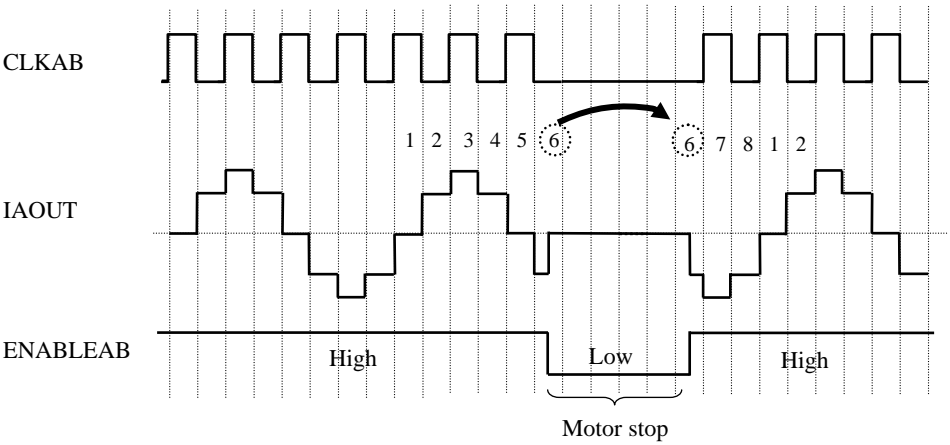 CLKAB
1 2 3 4 5 6 6 7 8 1 2
IAOUT
ENABLEAB
High Low High
Motor stop